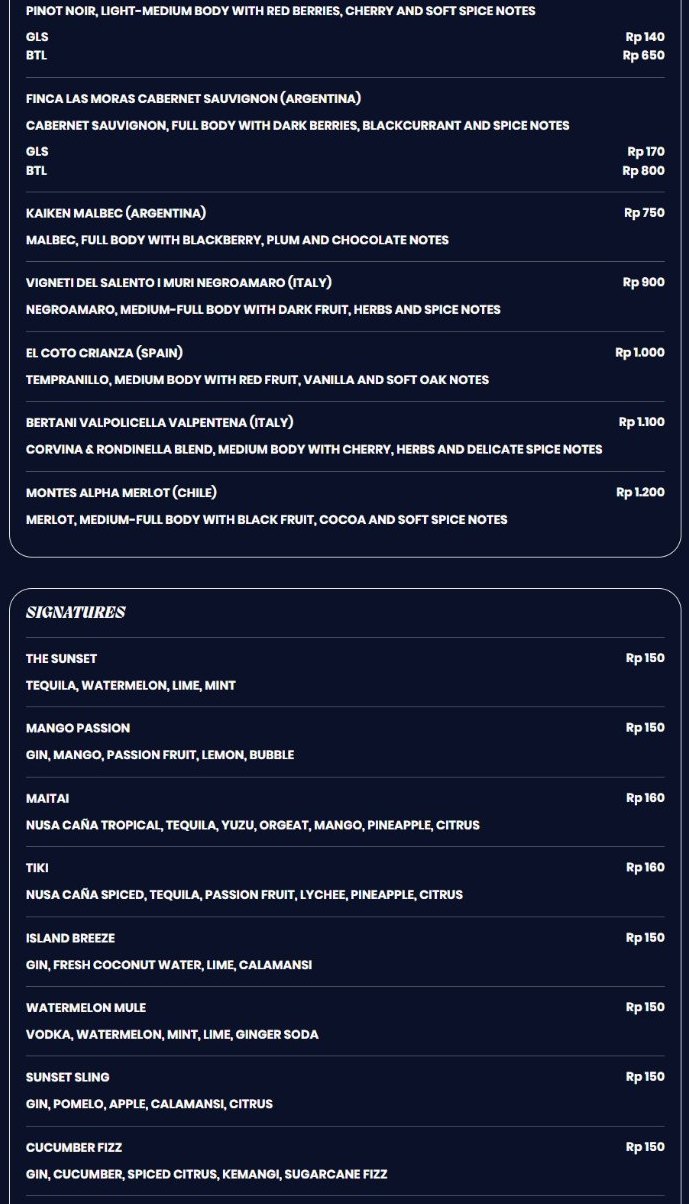 PINOT NOIR, LIGHT-MEDIUM BODY WITH RED BERRIES, CHERRY AND SOFT SPICE NOTES
GLS Rp 140
BTL Rp 650
FINCA LAS MORAS CABERNET SAUVIGNON (ARGENTINA)
CABERNET SAUVIGNON, FULL BODY WITH DARK BERRIES, BLACKCURRANT AND SPICE NOTES
GLS Rp 170
BTL Rp 800
KAIKEN MALBEC (ARGENTINA) Rp 750
MALBEC, FULL BODY WITH BLACKBERRY, PLUM AND CHOCOLATE NOTES
VIGNETI DEL SALENTO I MURI NEGROAMARO (ITALY) Rp 900
NEGROAMARO, MEDIUM-FULL BODY WITH DARK FRUIT, HERBS AND SPICE NOTES
EL COTO CRIANZA (SPAIN) Rp 1.000
TEMPRANILLO, MEDIUM BODY WITH RED FRUIT, VANILLA AND SOFT OAK NOTES
BERTANI VALPOLICELLA VALPENTENA (ITALY) Rp 1.100
CORVINA & RONDINELLA BLEND, MEDIUM BODY WITH CHERRY, HERBS AND DELICATE SPICE NOTES
MONTES ALPHA MERLOT (CHILE) Rp 1.200
MERLOT, MEDIUM-FULL BODY WITH BLACK FRUIT, COCOA AND SOFT SPICE NOTES
SIGNATURES
THE SUNSET Rp 150
TEQUILA, WATERMELON, LIME, MINT
MANGO PASSION Rp 150
GIN, MANGO, PASSION FRUIT, LEMON, BUBBLE
MAITAI Rp 160
NUSA CAÑA TROPICAL, TEQUILA, YUZU, ORGEAT, MANGO, PINEAPPLE, CITRUS
TIKI Rp 160
NUSA CAÑA SPICED, TEQUILA, PASSION FRUIT, LYCHEE, PINEAPPLE, CITRUS
ISLAND BREEZE Rp 150
GIN, FRESH COCONUT WATER, LIME, CALAMANSI
WATERMELON MULE Rp 150
VODKA, WATERMELON, MINT, LIME, GINGER SODA
SUNSET SLING Rp 150
GIN, POMELO, APPLE, CALAMANSI, CITRUS
CUCUMBER FIZZ Rp 150
GIN, CUCUMBER, SPICED CITRUS, KEMANGI, SUGARCANE FIZZ